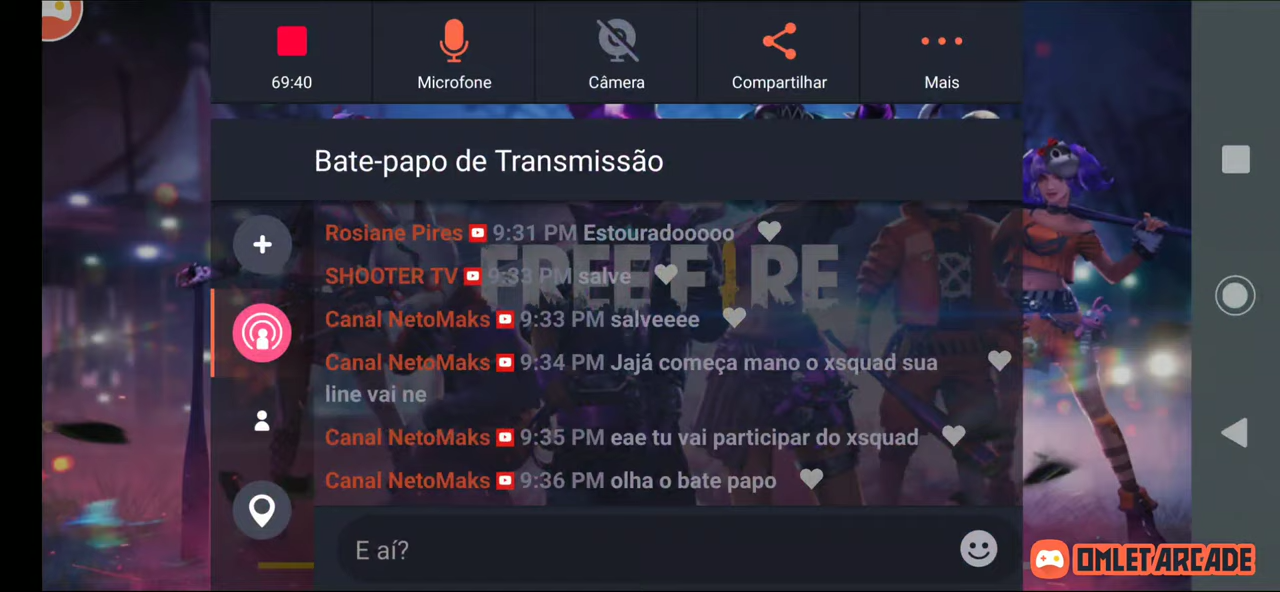 69:40
Microfone
Câmera
Compartilhar
Mais
Bate-papo de Transmissão
Rosiane Pires 9:31 PM Estouradooooo
SHOOTER TV 9:33 PM salve
FREE FIRE
Canal NetoMaks 9:33 PM salveeee
Canal NetoMaks 9:34 PM Jajá começa mano o xsquad sua
line vai ne
Canal NetoMaks 9:35 PM eae tu vai participar do xsquad
Canal NetoMaks 9:36 PM olha o bate papo
E aí?
OMLET ARCADE